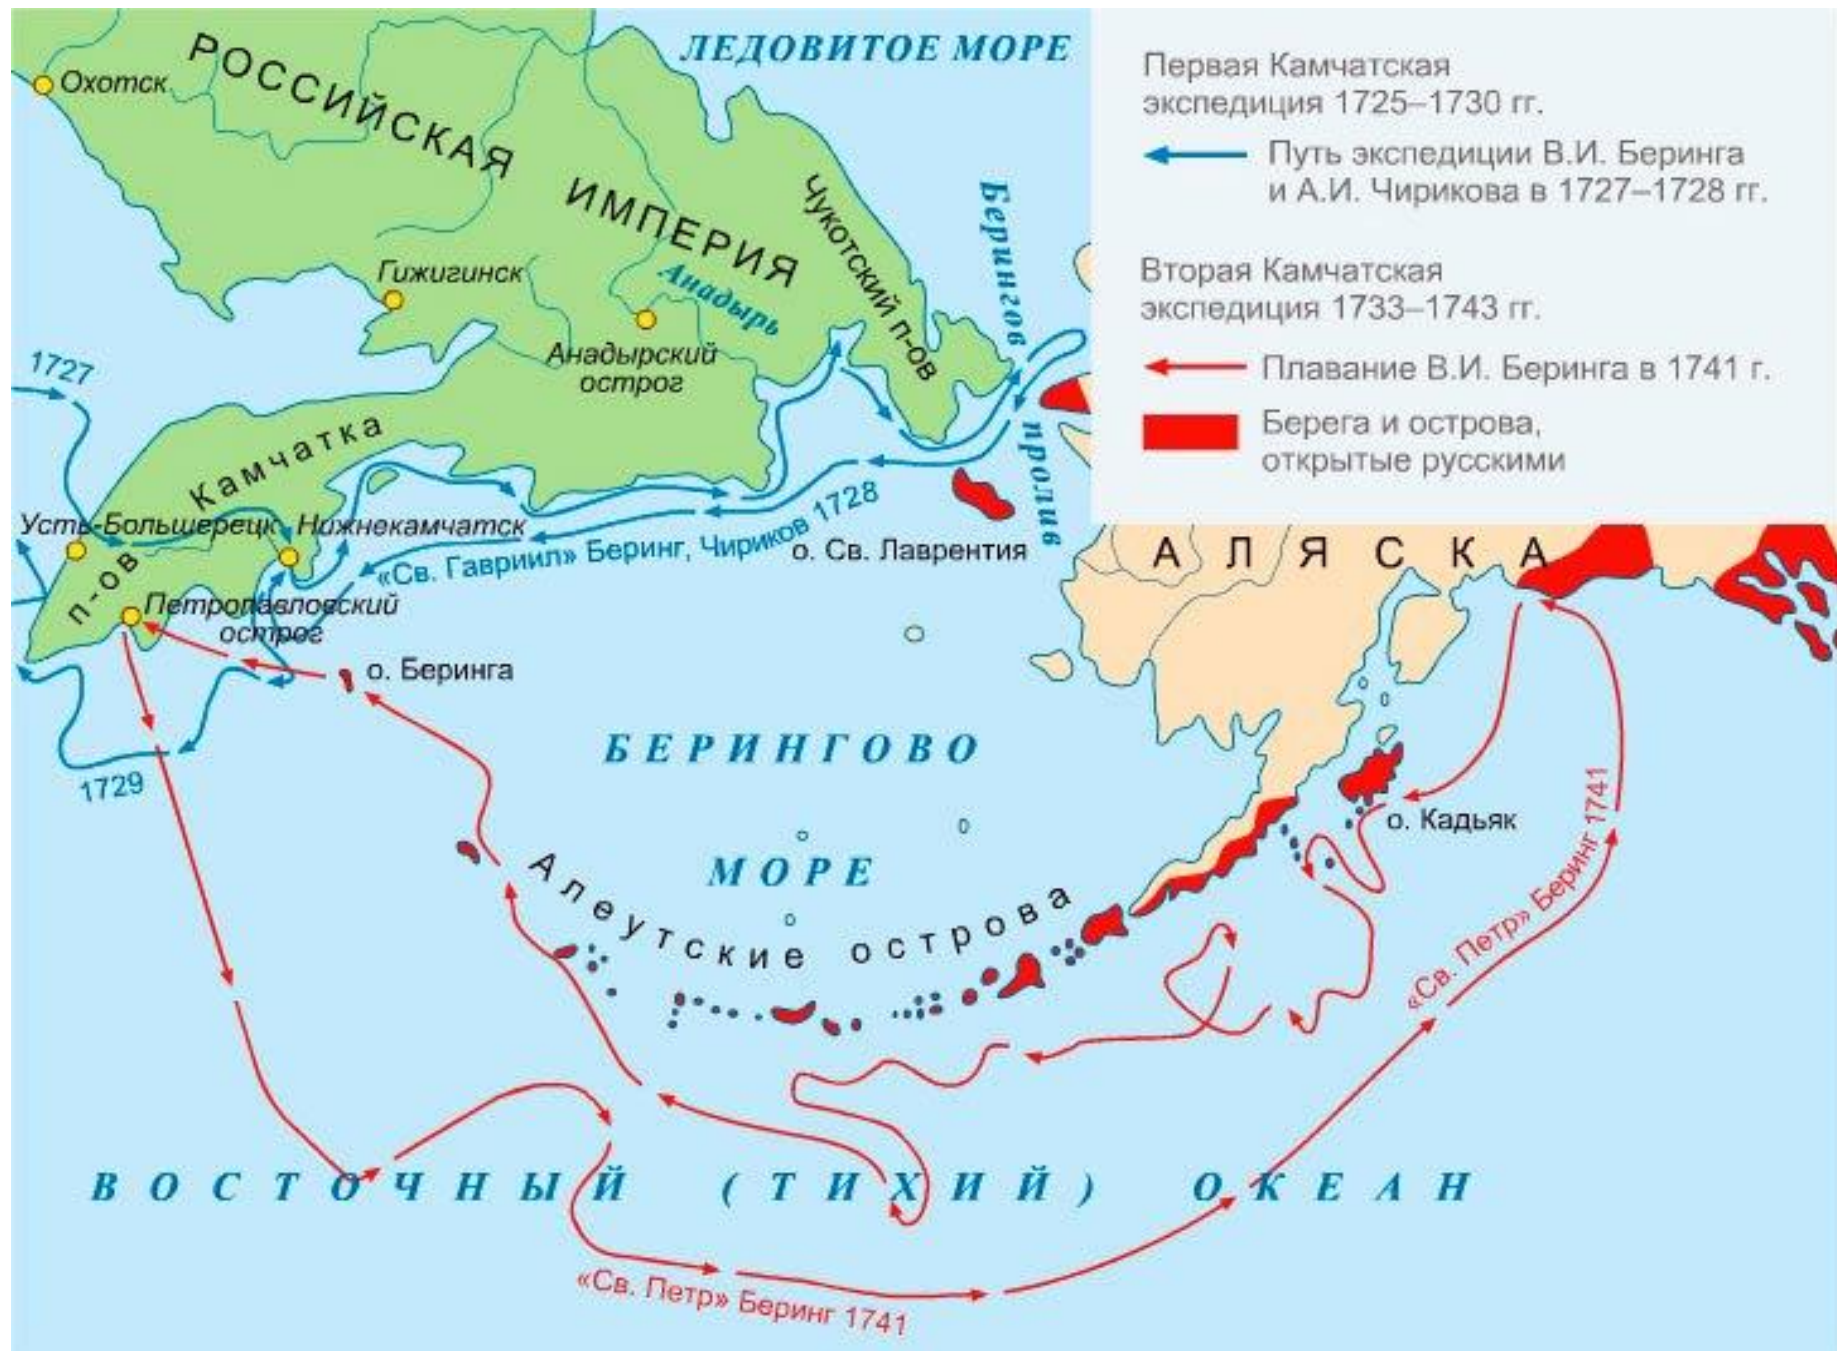 ЛЕДОВИТОЕ МОРЕ
Охотск
РОССИЙСКАЯ
ИМПЕРИЯ
Чукотский п-ов
Берингов
пролив
Гижигинск
Анадырь
Анадырский
острог
1727
п-ов Камчатка
Усть-Большерецк
Нижнекамчатск
«Св. Гавриил» Беринг, Чириков 1728
о. Св. Лаврентия
Петропавловский
острог
о. Беринга
1729
АЛЯСКА
БЕРИНГОВО
МОРЕ
о. Кадьяк
Алеутские острова
«Св. Петр» Беринг 1741
ВОСТОЧНЫЙ (ТИХИЙ) ОКЕАН
«Св. Петр» Беринг 1741
Первая Камчатская
экспедиция 1725–1730 гг.
Путь экспедиции В.И. Беринга
и А.И. Чирикова в 1727–1728 гг.
Вторая Камчатская
экспедиция 1733–1743 гг.
Плавание В.И. Беринга в 1741 г.
Берега и острова,
открытые русскими